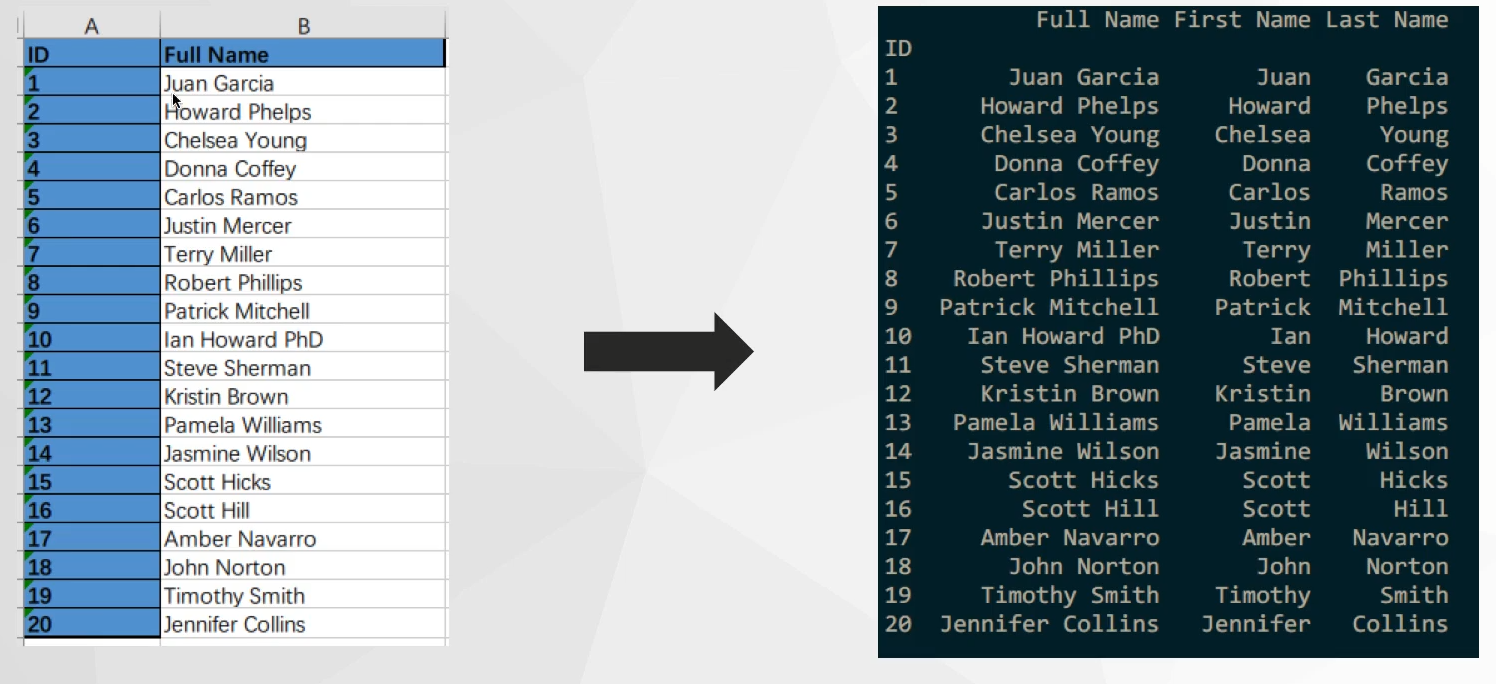 A B
ID Full Name
1 Juan Garcia
2 Howard Phelps
3 Chelsea Young
4 Donna Coffey
5 Carlos Ramos
6 Justin Mercer
7 Terry Miller
8 Robert Phillips
9 Patrick Mitchell
10 Ian Howard PhD
11 Steve Sherman
12 Kristin Brown
13 Pamela Williams
14 Jasmine Wilson
15 Scott Hicks
16 Scott Hill
17 Amber Navarro
18 John Norton
19 Timothy Smith
20 Jennifer Collins
Full Name First Name Last Name
ID
1 Juan Garcia Juan Garcia
2 Howard Phelps Howard Phelps
3 Chelsea Young Chelsea Young
4 Donna Coffey Donna Coffey
5 Carlos Ramos Carlos Ramos
6 Justin Mercer Justin Mercer
7 Terry Miller Terry Miller
8 Robert Phillips Robert Phillips
9 Patrick Mitchell Patrick Mitchell
10 Ian Howard PhD Ian Howard
11 Steve Sherman Steve Sherman
12 Kristin Brown Kristin Brown
13 Pamela Williams Pamela Williams
14 Jasmine Wilson Jasmine Wilson
15 Scott Hicks Scott Hicks
16 Scott Hill Scott Hill
17 Amber Navarro Amber Navarro
18 John Norton John Norton
19 Timothy Smith Timothy Smith
20 Jennifer Collins Jennifer Collins